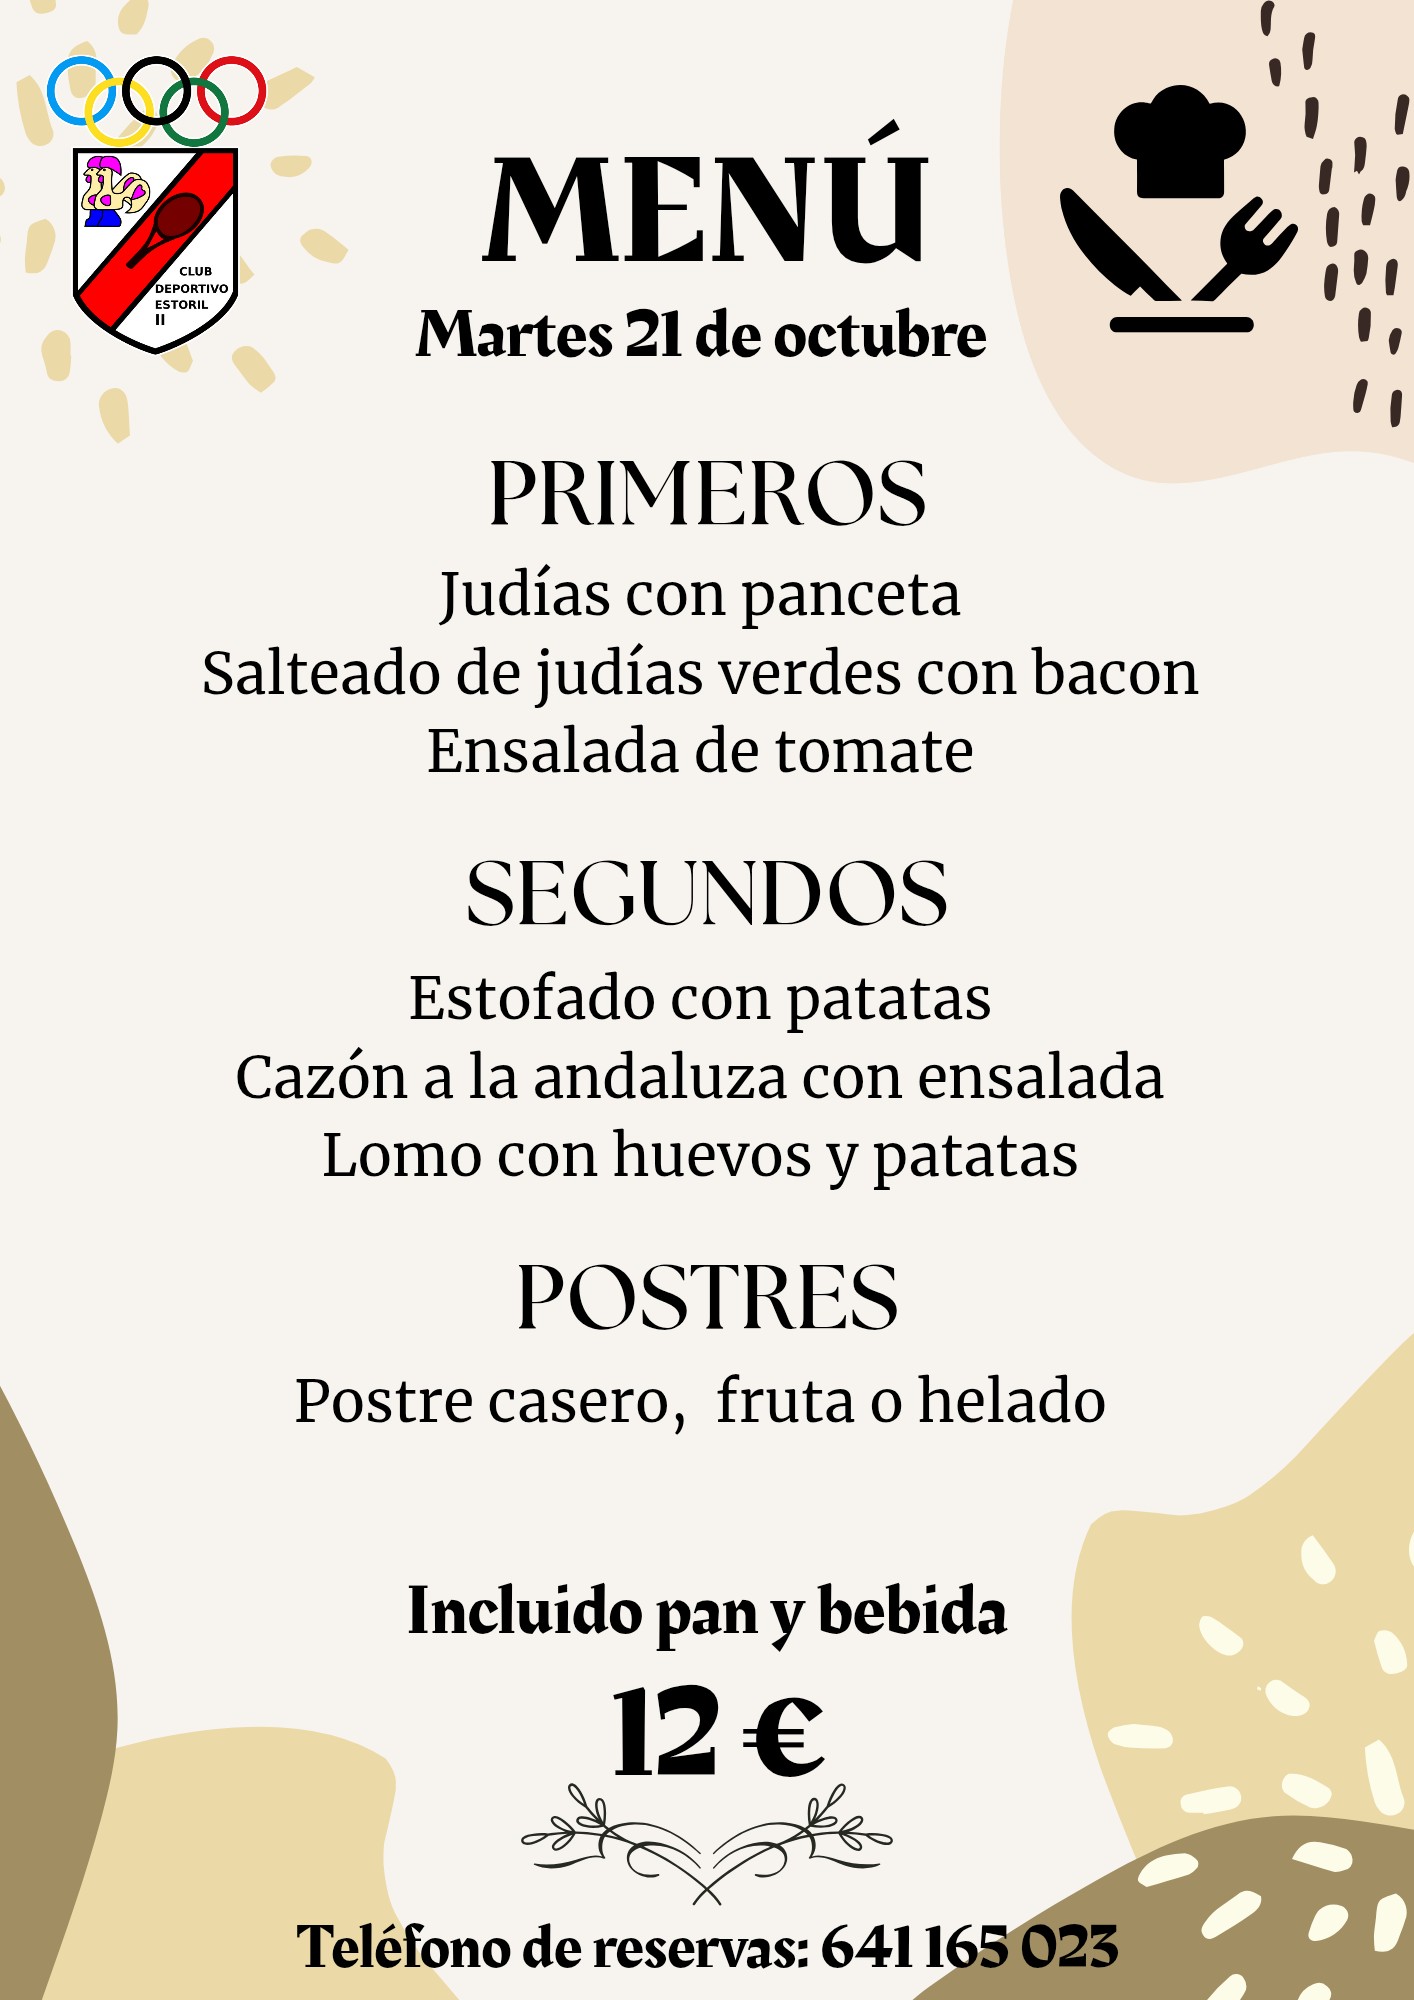 CLUB
DEPORTIVO
ESTORIL
II
MENÚ
Martes 21 de octubre
PRIMEROS
Judías con panceta
Salteado de judías verdes con bacon
Ensalada de tomate
SEGUNDOS
Estofado con patatas
Cazón a la andaluza con ensalada
Lomo con huevos y patatas
POSTRES
Postre casero, fruta o helado
Incluido pan y bebida
12 €
Teléfono de reservas: 641 165 023